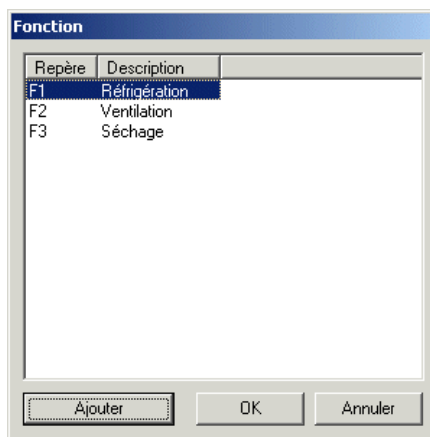 Fonction
Repère Description
F1 Réfrigération
F2 Ventilation
F3 Séchage
Ajouter OK Annuler